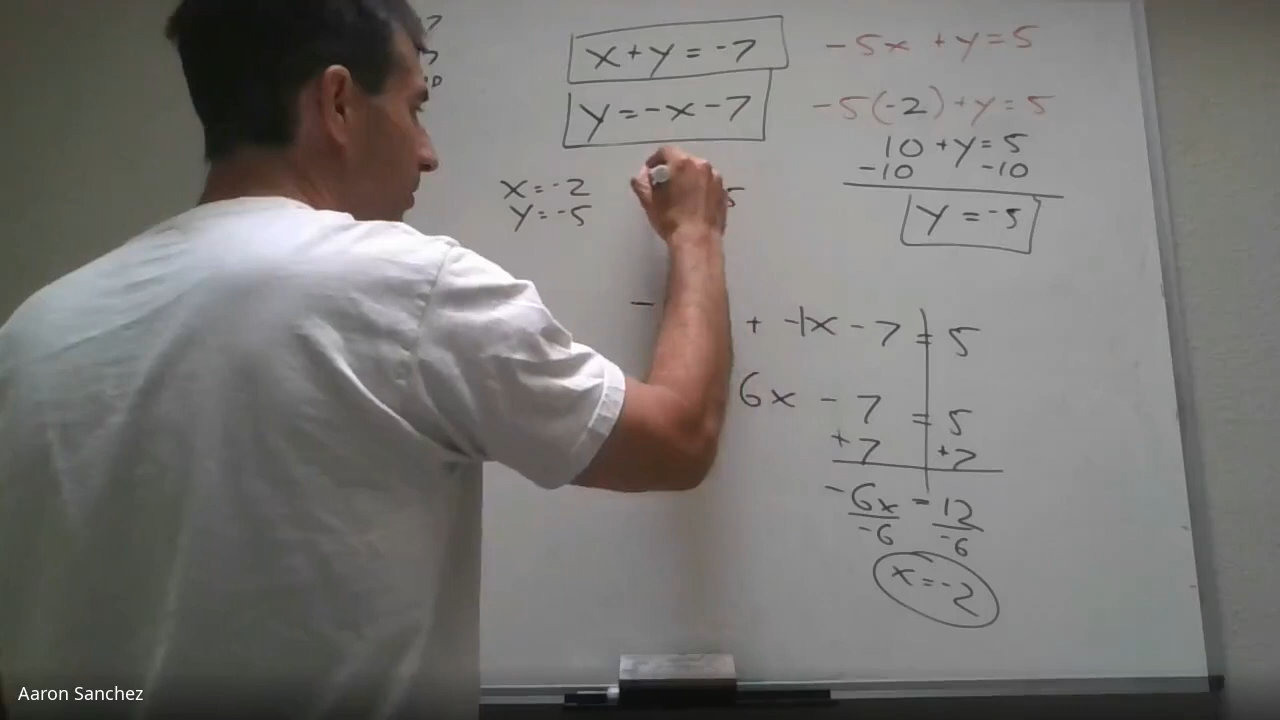 x + y = -7
y = -x - 7
x = -2
y = -5
5
-5x + y = 5
-5(-2) + y = 5
10 + y = 5
-10 -10
y = -5
- + -1x - 7 = 5
6x - 7 = 5
+7 +7
-6x = 12
-6 -6
x = -2
Aaron Sanchez